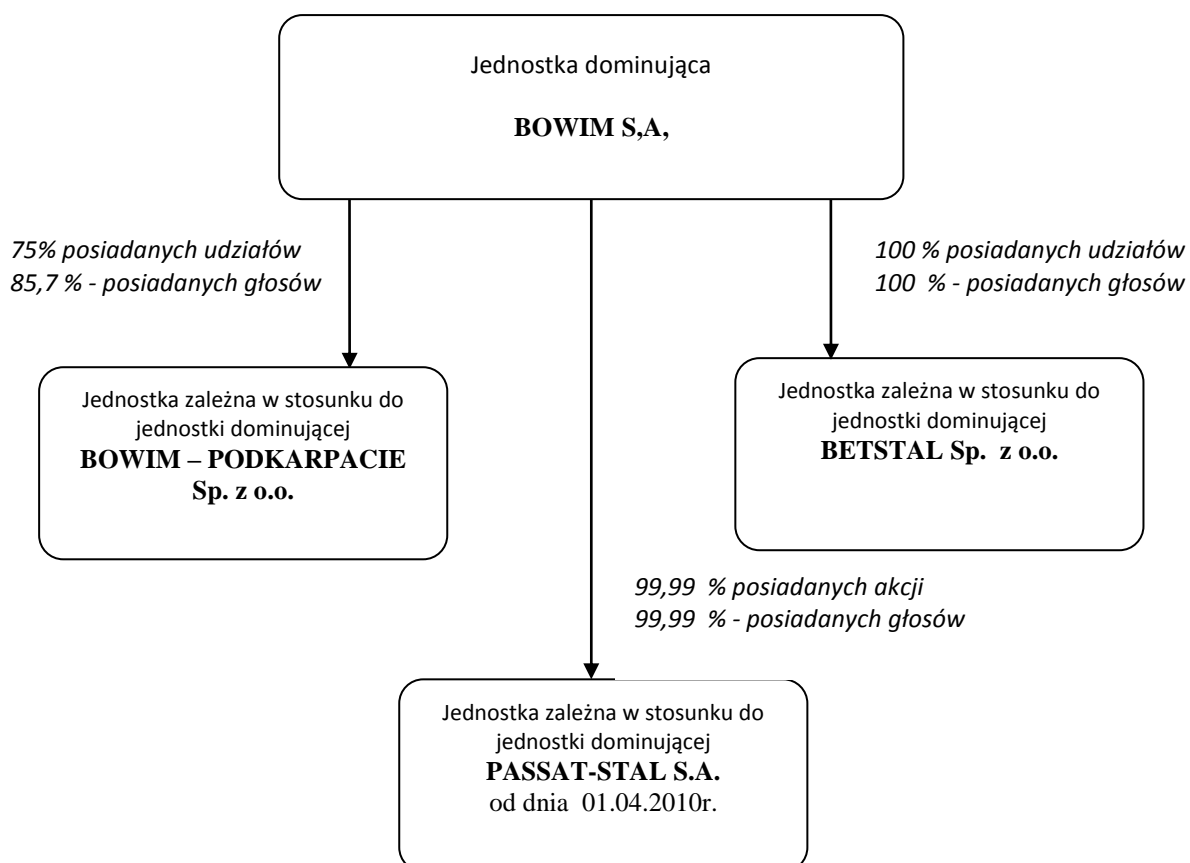 Jednostka dominująca
BOWIM S,A,
75% posiadanych udziałów
85,7 % - posiadanych głosów
100 % posiadanych udziałów
100 % - posiadanych głosów
Jednostka zależna w stosunku do
jednostki dominującej
BOWIM – PODKARPACIE
Sp. z o.o.
Jednostka zależna w stosunku do
jednostki dominującej
BETSTAL Sp. z o.o.
99,99 % posiadanych akcji
99,99 % - posiadanych głosów
Jednostka zależna w stosunku do
jednostki dominującej
PASSAT-STAL S.A.
od dnia 01.04.2010r.